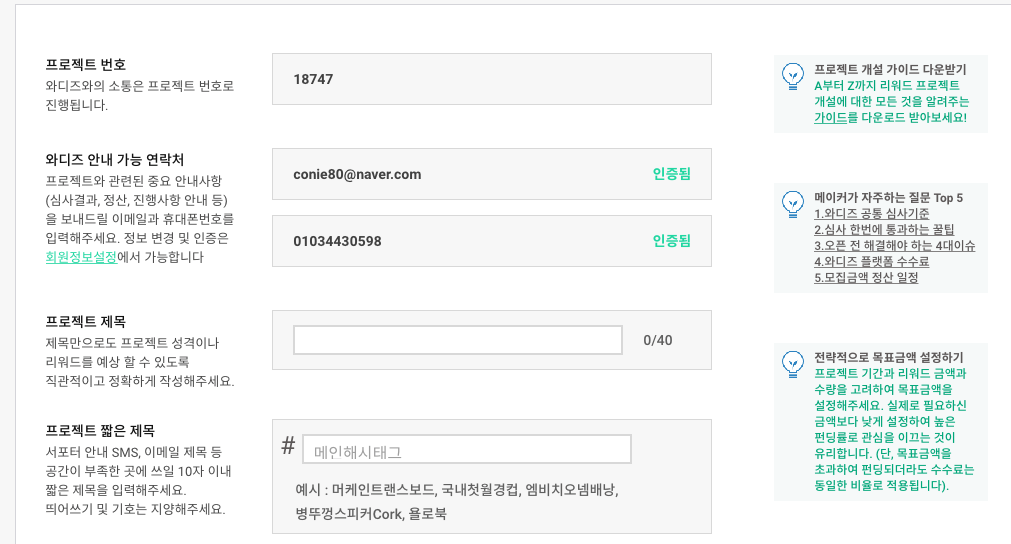 프로젝트 번호
와디즈와의 소통은 프로젝트 번호로
진행됩니다.
18747
와디즈 안내 가능 연락처
프로젝트와 관련된 중요 안내사항
(심사결과, 정산, 진행사항 안내 등)
을 보내드릴 이메일과 휴대폰번호를
입력해주세요. 정보 변경 및 인증은
회원정보설정에서 가능합니다
conie80@naver.com 인증됨
01034430598 인증됨
프로젝트 제목
제목만으로도 프로젝트 성격이나
리워드를 예상 할 수 있도록
직관적이고 정확하게 작성해주세요.
0/40
프로젝트 짧은 제목
서포터 안내 SMS, 이메일 제목 등
공간이 부족한 곳에 쓰일 10자 이내
짧은 제목을 입력해주세요.
띄어쓰기 및 기호는 지양해주세요.
# 메인해시태그
예시 : 머케인트랜스보드, 국내첫월경컵, 엠비치오넴배낭,
병뚜껑스피커Cork, 욜로북
프로젝트 개설 가이드 다운받기
A부터 Z까지 리워드 프로젝트
개설에 대한 모든 것을 알려주는
가이드를 다운로드 받아보세요!
메이커가 자주하는 질문 Top 5
1.와디즈 공통 심사기준
2.심사 한번에 통과하는 꿀팁
3.오픈 전 해결해야 하는 4대이슈
4.와디즈 플랫폼 수수료
5.모집금액 정산 일정
전략적으로 목표금액 설정하기
프로젝트 기간과 리워드 금액과
수량을 고려하여 목표금액을
설정해주세요. 실제로 필요하신
금액보다 낮게 설정하여 높은
펀딩률로 관심을 이끄는 것이
유리합니다. (단, 목표금액을
초과하여 펀딩되더라도 수수료는
동일한 비율로 적용됩니다).